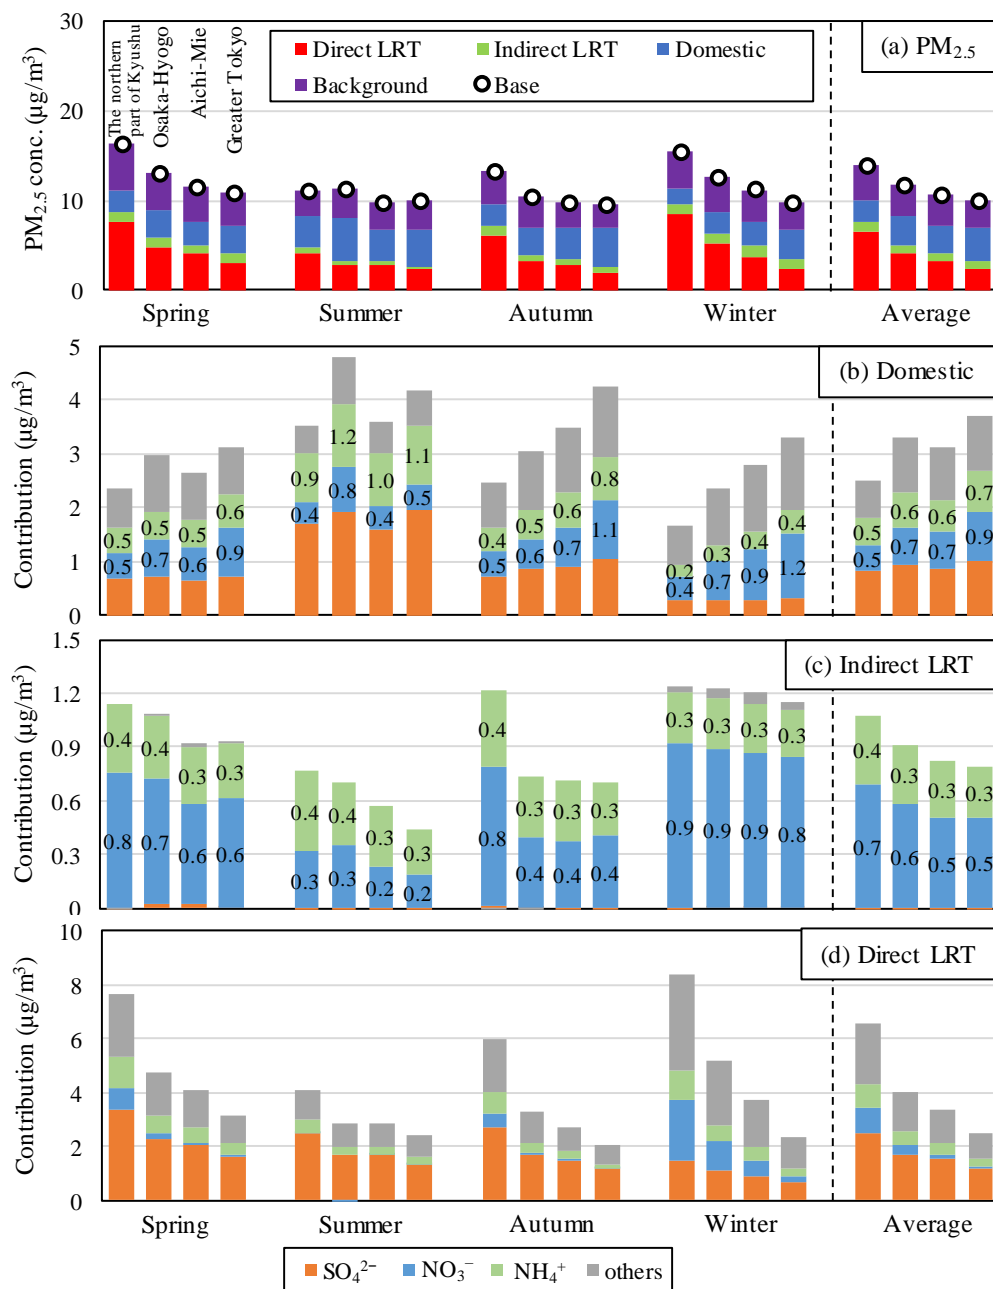 30
20
10
0
PM2.5 conc. (μg/m³)
The northern
part of Kyushu
Osaka-Hyogo
Aichi-Mie
Greater Tokyo
Direct LRT
Indirect LRT
Domestic
Background
Base
(a) PM2.5
Spring
Summer
Autumn
Winter
Average
5
4
3
2
1
0
Contribution (μg/m³)
(b) Domestic
0.5 0.5 0.5 0.6
0.5 0.7 0.6 0.9
0.9 1.2 1.0 1.1
0.4 0.8 0.4 0.5
0.4 0.5 0.6 0.8
0.5 0.6 0.7 1.1
0.2 0.3 0.4 0.4
0.4 0.7 0.9 1.2
0.5 0.6 0.6 0.7
0.5 0.7 0.7 0.9
1.5
1.2
0.9
0.6
0.3
0
Contribution (μg/m³)
(c) Indirect LRT
0.4 0.4 0.3 0.3
0.8 0.7 0.6 0.6
0.4 0.4 0.3 0.3
0.3 0.3 0.2 0.2
0.4 0.3 0.3 0.3
0.8 0.4 0.4 0.4
0.3 0.3 0.3 0.3
0.9 0.9 0.9 0.8
0.4 0.3 0.3 0.3
0.7 0.6 0.5 0.5
10
8
6
4
2
0
Contribution (μg/m³)
(d) Direct LRT
Spring
Summer
Autumn
Winter
Average
SO₄²⁻
NO₃⁻
NH₄⁺
others